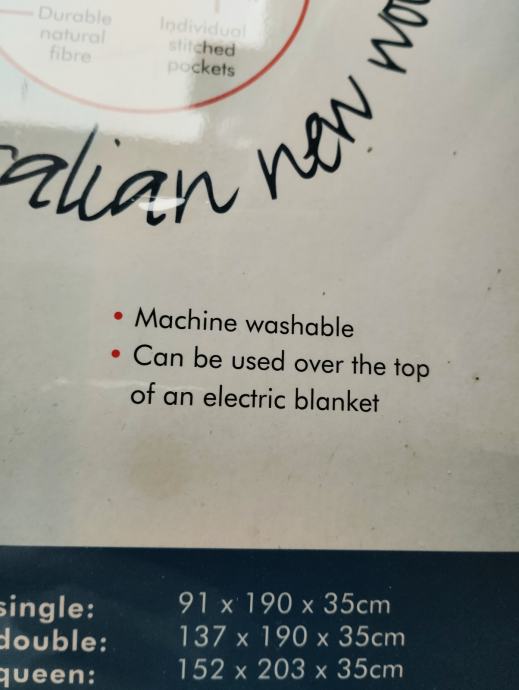 Durable
natural
fibre
Individual
stitched
pockets
alian new
• Machine washable
• Can be used over the top
of an electric blanket
single: 91 x 190 x 35cm
double: 137 x 190 x 35cm
queen: 152 x 203 x 35cm